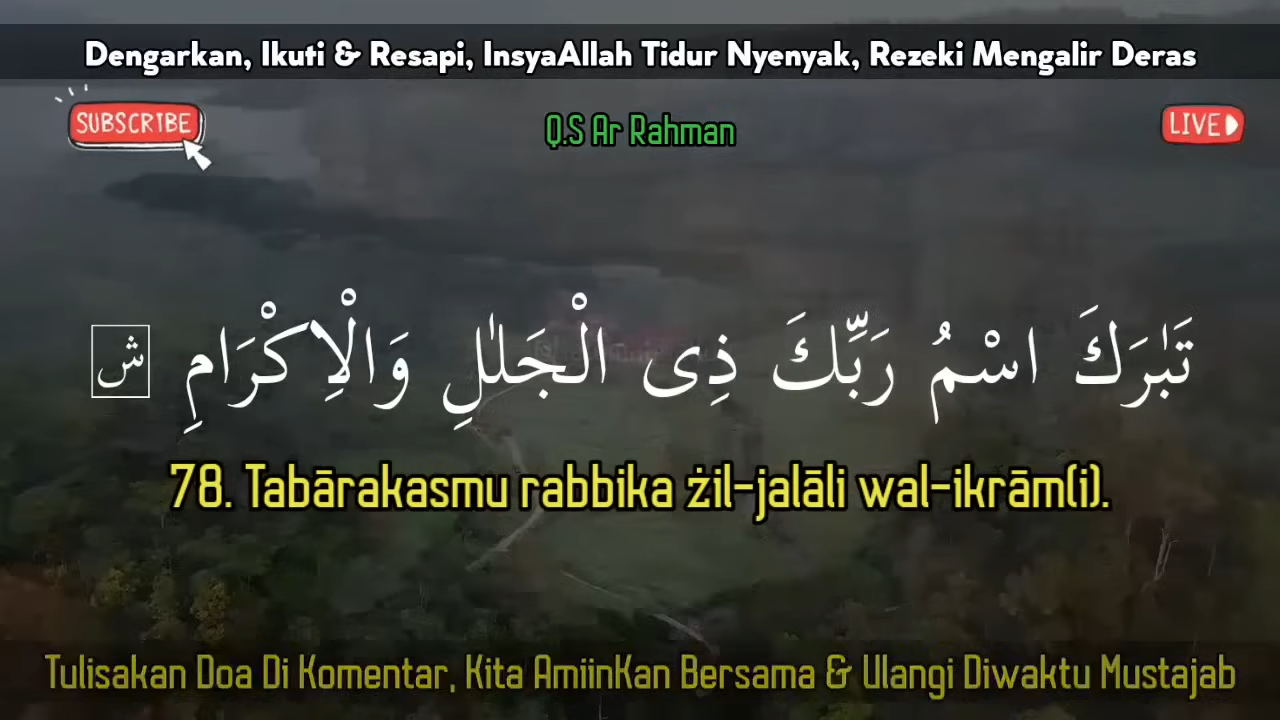 Dengarkan, Ikuti & Resapi, InsyaAllah Tidur Nyenyak, Rezeki Mengalir Deras
SUBSCRIBE
Q.S Ar Rahman
LIVE
تَبٰرَكَ اسْمُ رَبِّكَ ذِى الْجَلٰلِ وَالْاِكْرَامِ ࣖ
78. Tabārakasmu rabbika żil-jalāli wal-ikrām(i).
Tulisakan Doa Di Komentar, Kita AmiinKan Bersama & Ulangi Diwaktu Mustajab